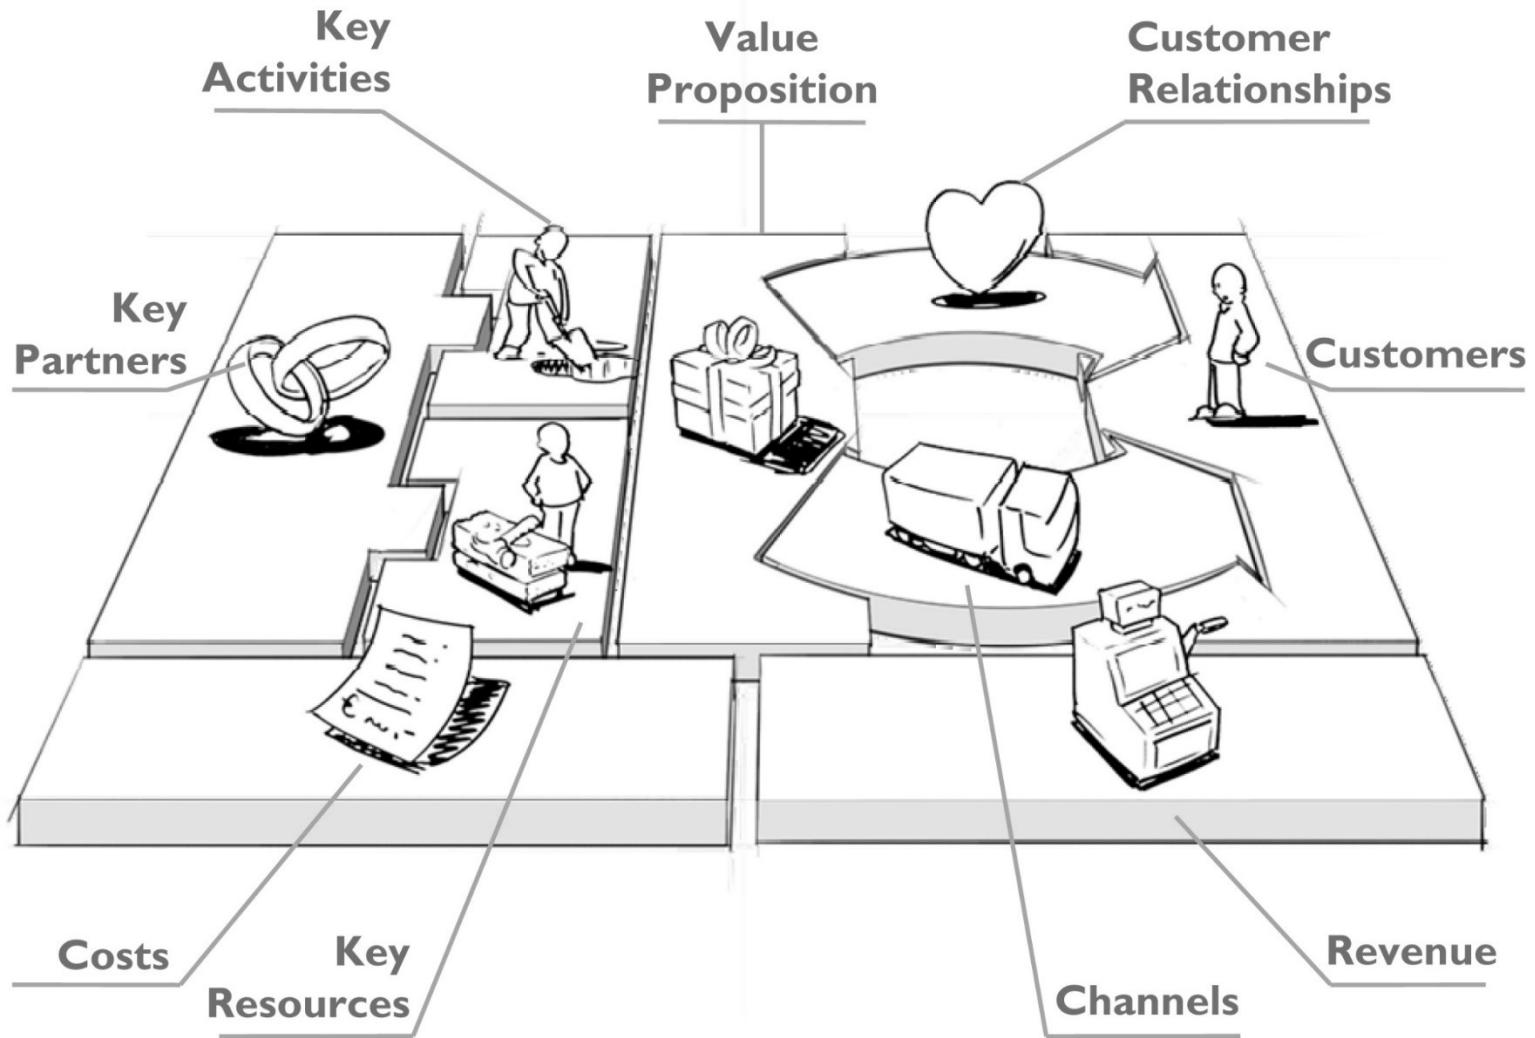 Key
Activities
Value
Proposition
Customer
Relationships
Key
Partners
Customers
Costs
Key
Resources
Channels
Revenue